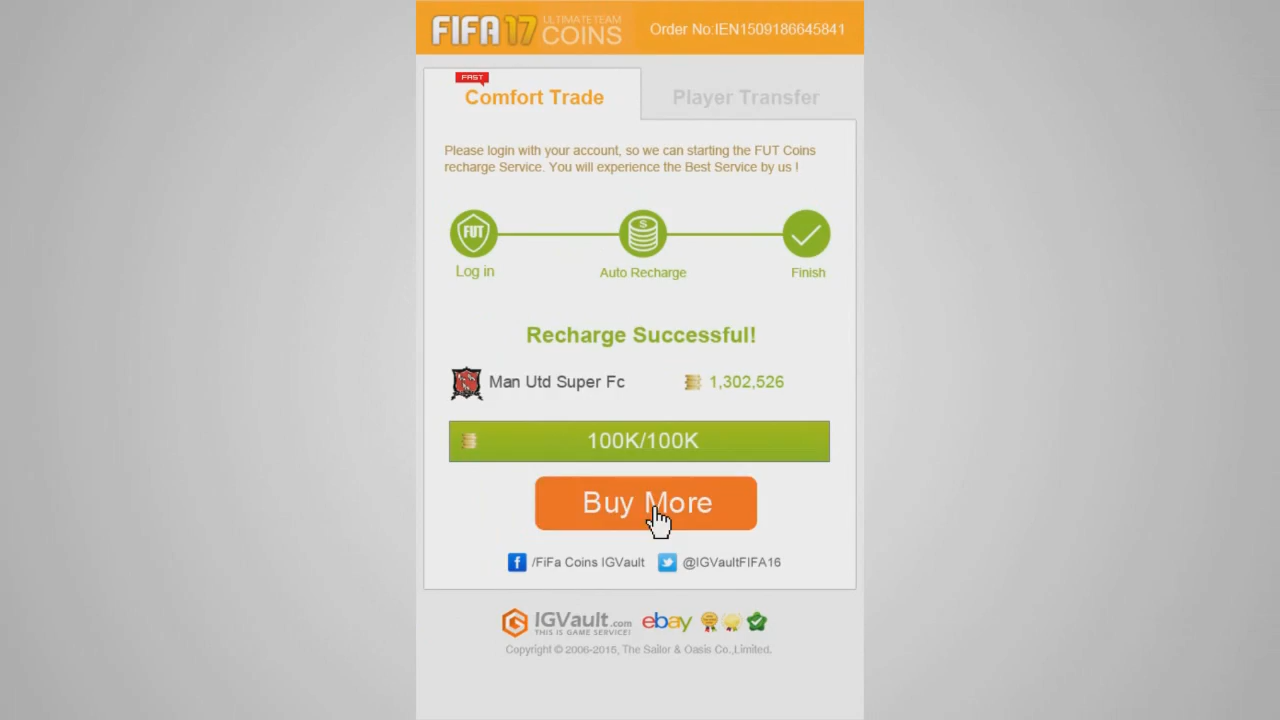 FIFA 17 ULTIMATE TEAM
COINS
Order No:IEN1509186645841
FAST
Comfort Trade
Player Transfer
Please login with your account, so we can starting the FUT Coins
recharge Service. You will experience the Best Service by us !
FUT
$
Log in
Auto Recharge
Finish
Recharge Successful!
Man Utd Super Fc
1,302,526
100K/100K
Buy More
f /FiFa Coins IGVault
@IGVaultFIFA16
IGVault.com
THIS IS GAME SERVICE!
ebay
Copyright © 2006-2015, The Sailor & Oasis Co.,Limited.